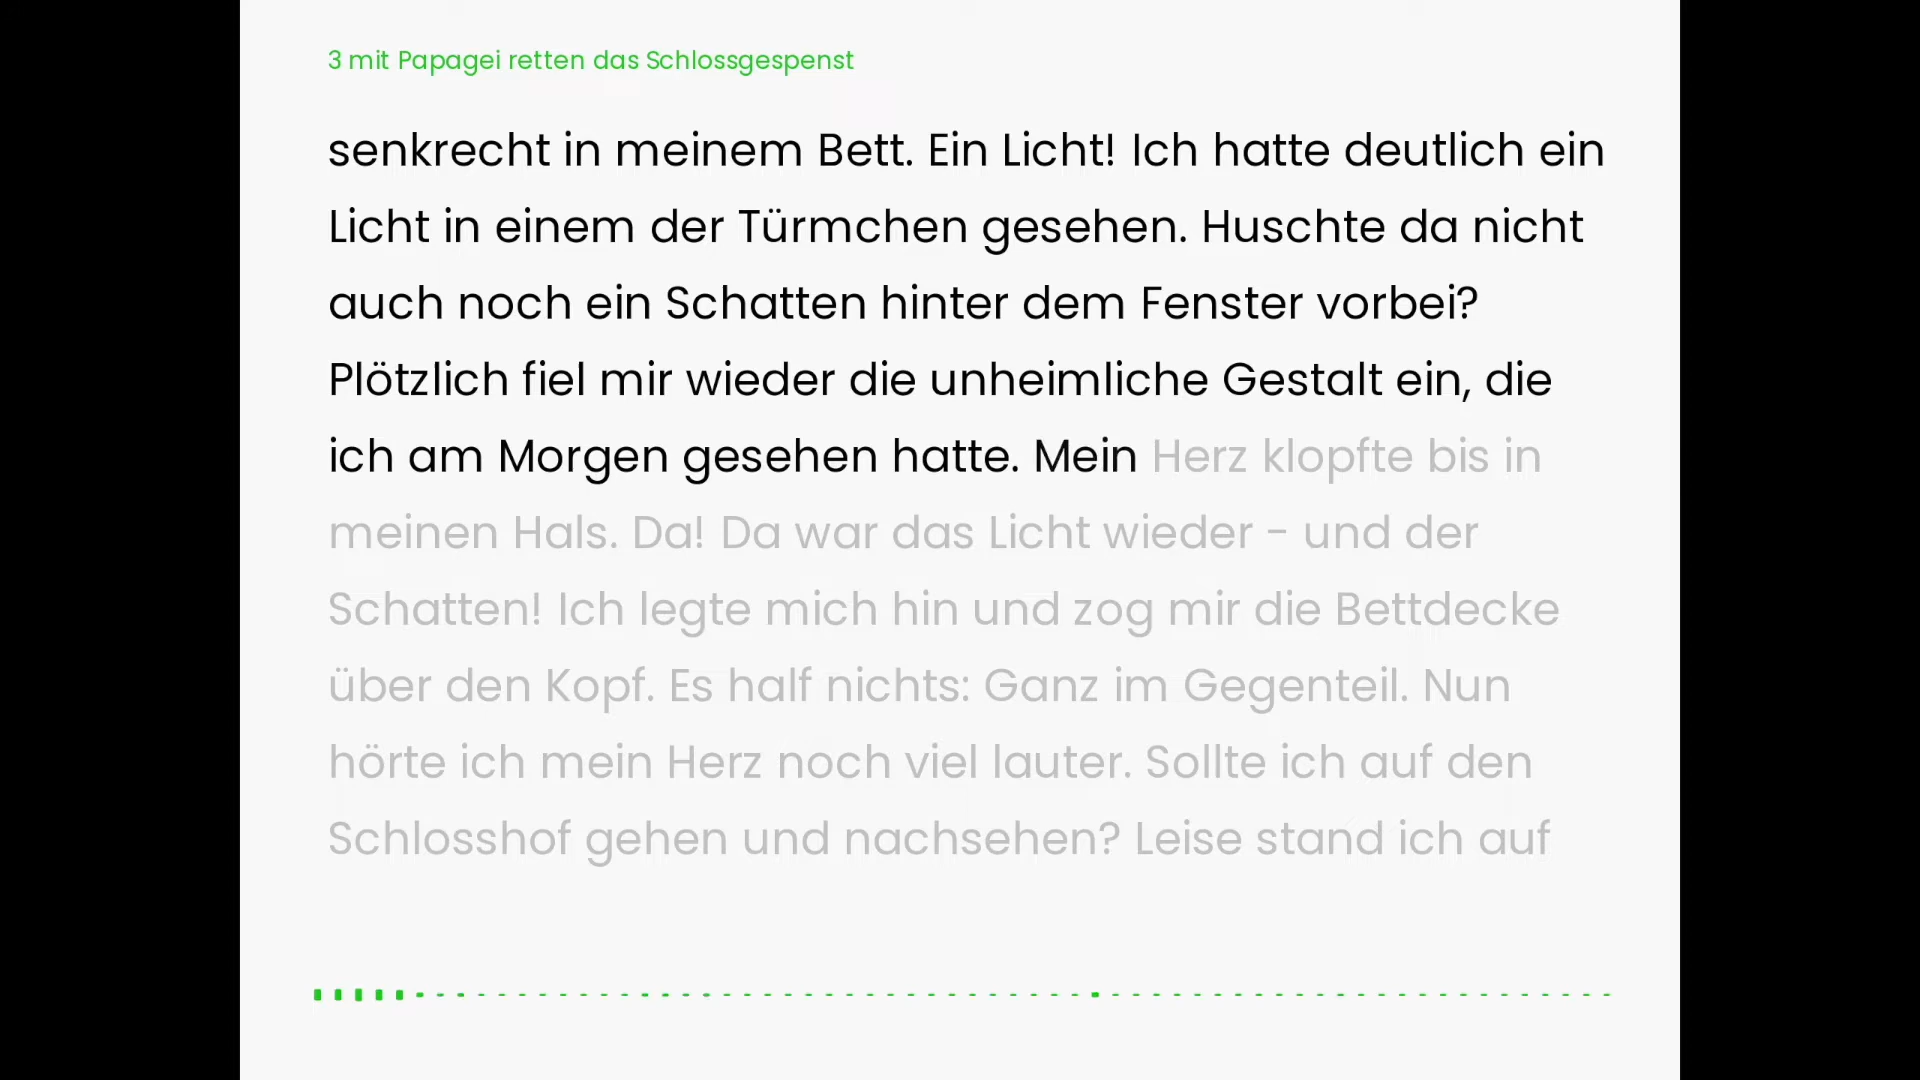 3 mit Papagei retten das Schlossgespenst
senkrecht in meinem Bett. Ein Licht! Ich hatte deutlich ein
Licht in einem der Türmchen gesehen. Huschte da nicht
auch noch ein Schatten hinter dem Fenster vorbei?
Plötzlich fiel mir wieder die unheimliche Gestalt ein, die
ich am Morgen gesehen hatte. Mein Herz klopfte bis in
meinen Hals. Da! Da war das Licht wieder - und der
Schatten! Ich legte mich hin und zog mir die Bettdecke
über den Kopf. Es half nichts: Ganz im Gegenteil. Nun
hörte ich mein Herz noch viel lauter. Sollte ich auf den
Schlosshof gehen und nachsehen? Leise stand ich auf